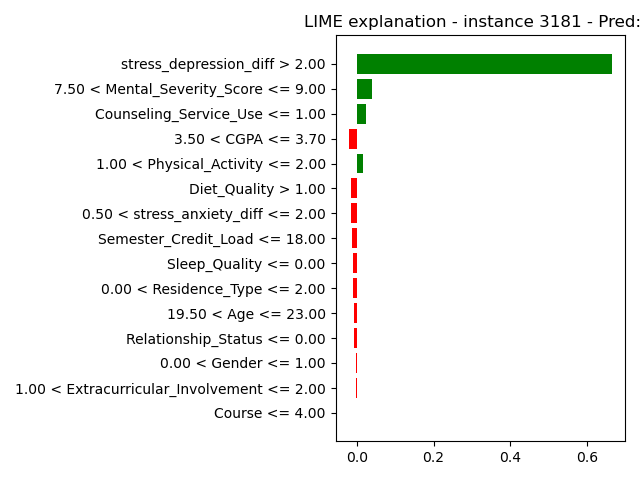 LIME explanation - instance 3181 - Pred:
stress_depression_diff > 2.00
7.50 < Mental_Severity_Score <= 9.00
Counseling_Service_Use <= 1.00
3.50 < CGPA <= 3.70
1.00 < Physical_Activity <= 2.00
Diet_Quality > 1.00
0.50 < stress_anxiety_diff <= 2.00
Semester_Credit_Load <= 18.00
Sleep_Quality <= 0.00
0.00 < Residence_Type <= 2.00
19.50 < Age <= 23.00
Relationship_Status <= 0.00
0.00 < Gender <= 1.00
1.00 < Extracurricular_Involvement <= 2.00
Course <= 4.00
0.0 0.2 0.4 0.6